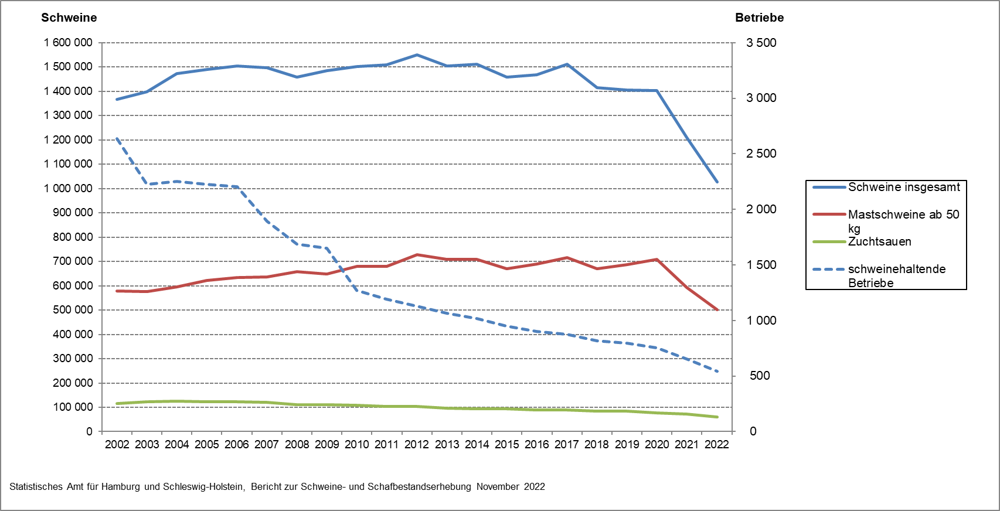 Schweine
Betriebe
1 600 000
1 500 000
1 400 000
1 300 000
1 200 000
1 100 000
1 000 000
900 000
800 000
700 000
600 000
500 000
400 000
300 000
200 000
100 000
0
3 500
3 000
2 500
2 000
1 500
1 000
500
0
2002 2003 2004 2005 2006 2007 2008 2009 2010 2011 2012 2013 2014 2015 2016 2017 2018 2019 2020 2021 2022
Schweine insgesamt
Mastschweine ab 50
kg
Zuchtsauen
schweinehaltende
Betriebe
Statistisches Amt für Hamburg und Schleswig-Holstein, Bericht zur Schweine- und Schafbestandserhebung November 2022